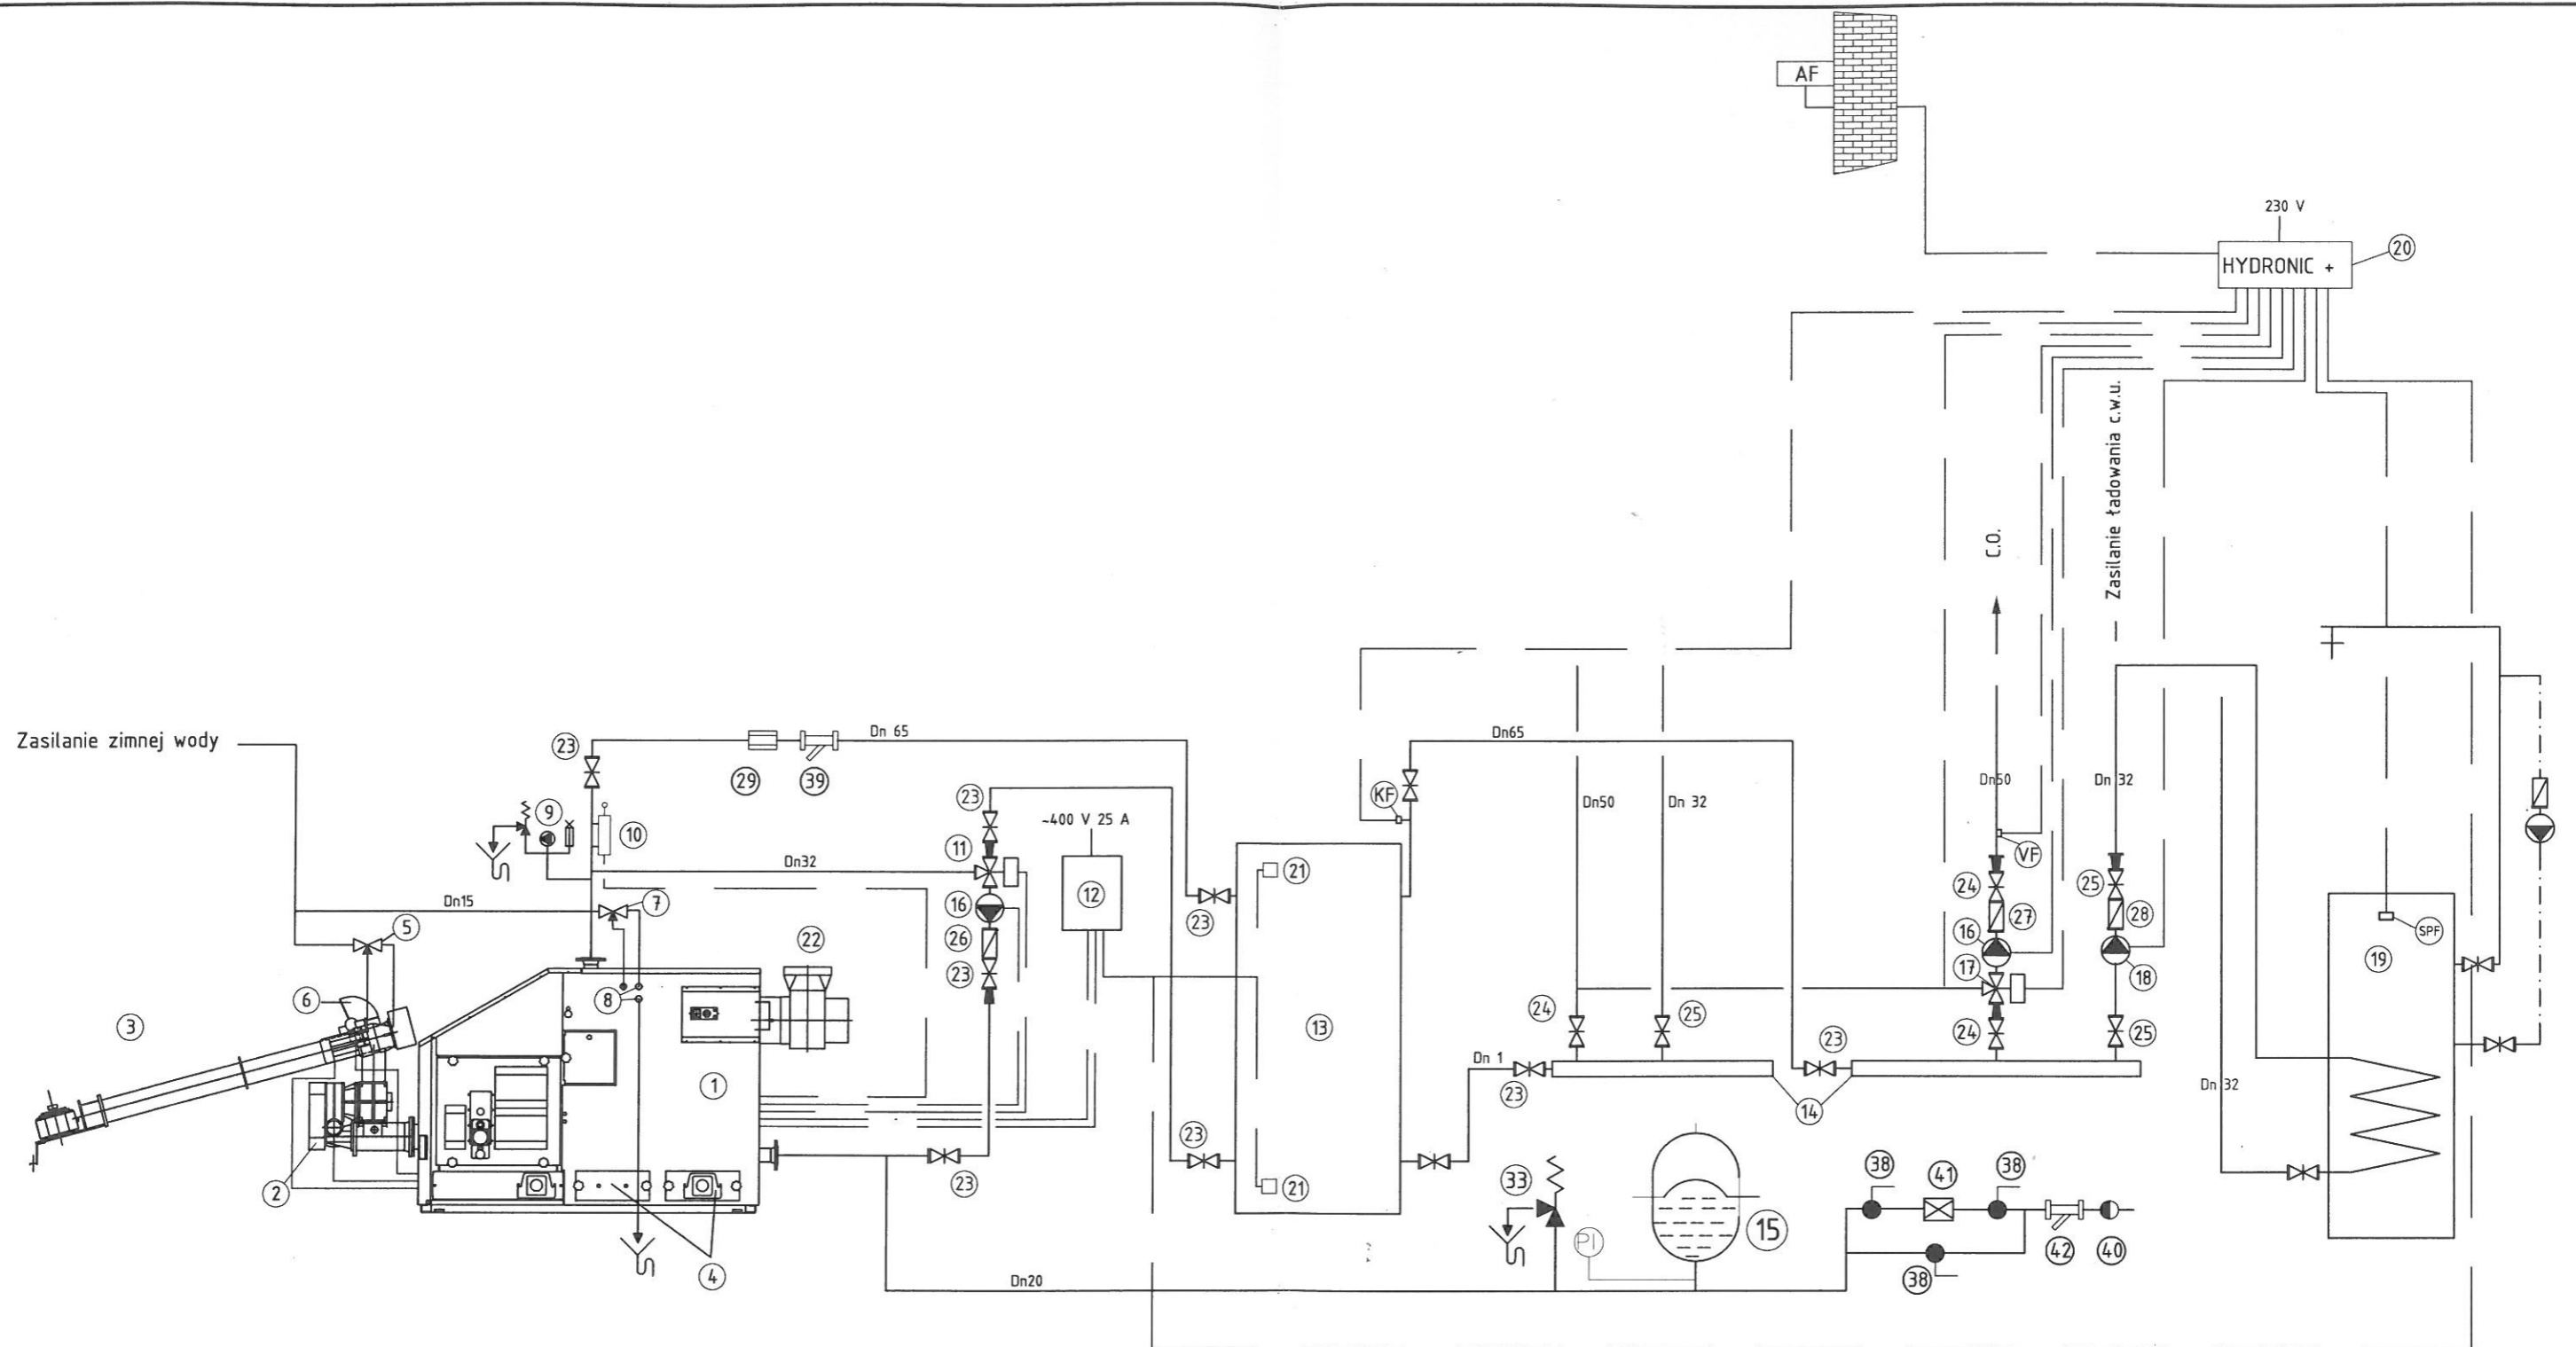 AF
230 V
HYDRONIC +
20
C.O.
Zasilanie ładowania c.w.u.
Zasilanie zimnej wody
23
29
39
Dn 65
Dn65
KF
Dn50
Dn 32
Dn50
Dn 32
9
10
23
11
~400 V 25 A
Dn32
12
21
VF
24
25
Dn15
7
5
16
26
23
22
23
27
28
16
18
17
SPF
19
6
8
3
13
24
25
24
25
1
Dn 1
23
23
14
Dn 32
2
4
23
23
21
33
PI
15
38
41
38
42
40
38
Dn20